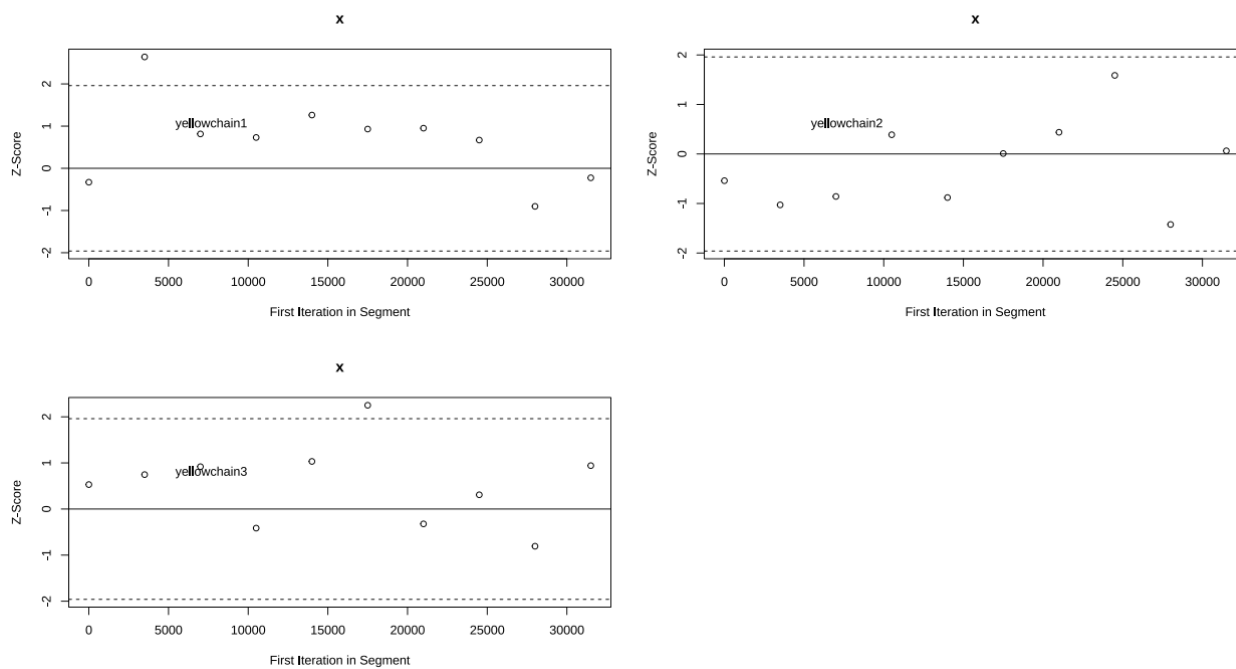 x
2
1
0
-1
-2
Z-Score
yellowchain1
0 5000 10000 15000 20000 25000 30000
First Iteration in Segment
x
2
1
0
-1
-2
Z-Score
yellowchain2
0 5000 10000 15000 20000 25000 30000
First Iteration in Segment
x
2
1
0
-1
-2
Z-Score
yellowchain3
0 5000 10000 15000 20000 25000 30000
First Iteration in Segment